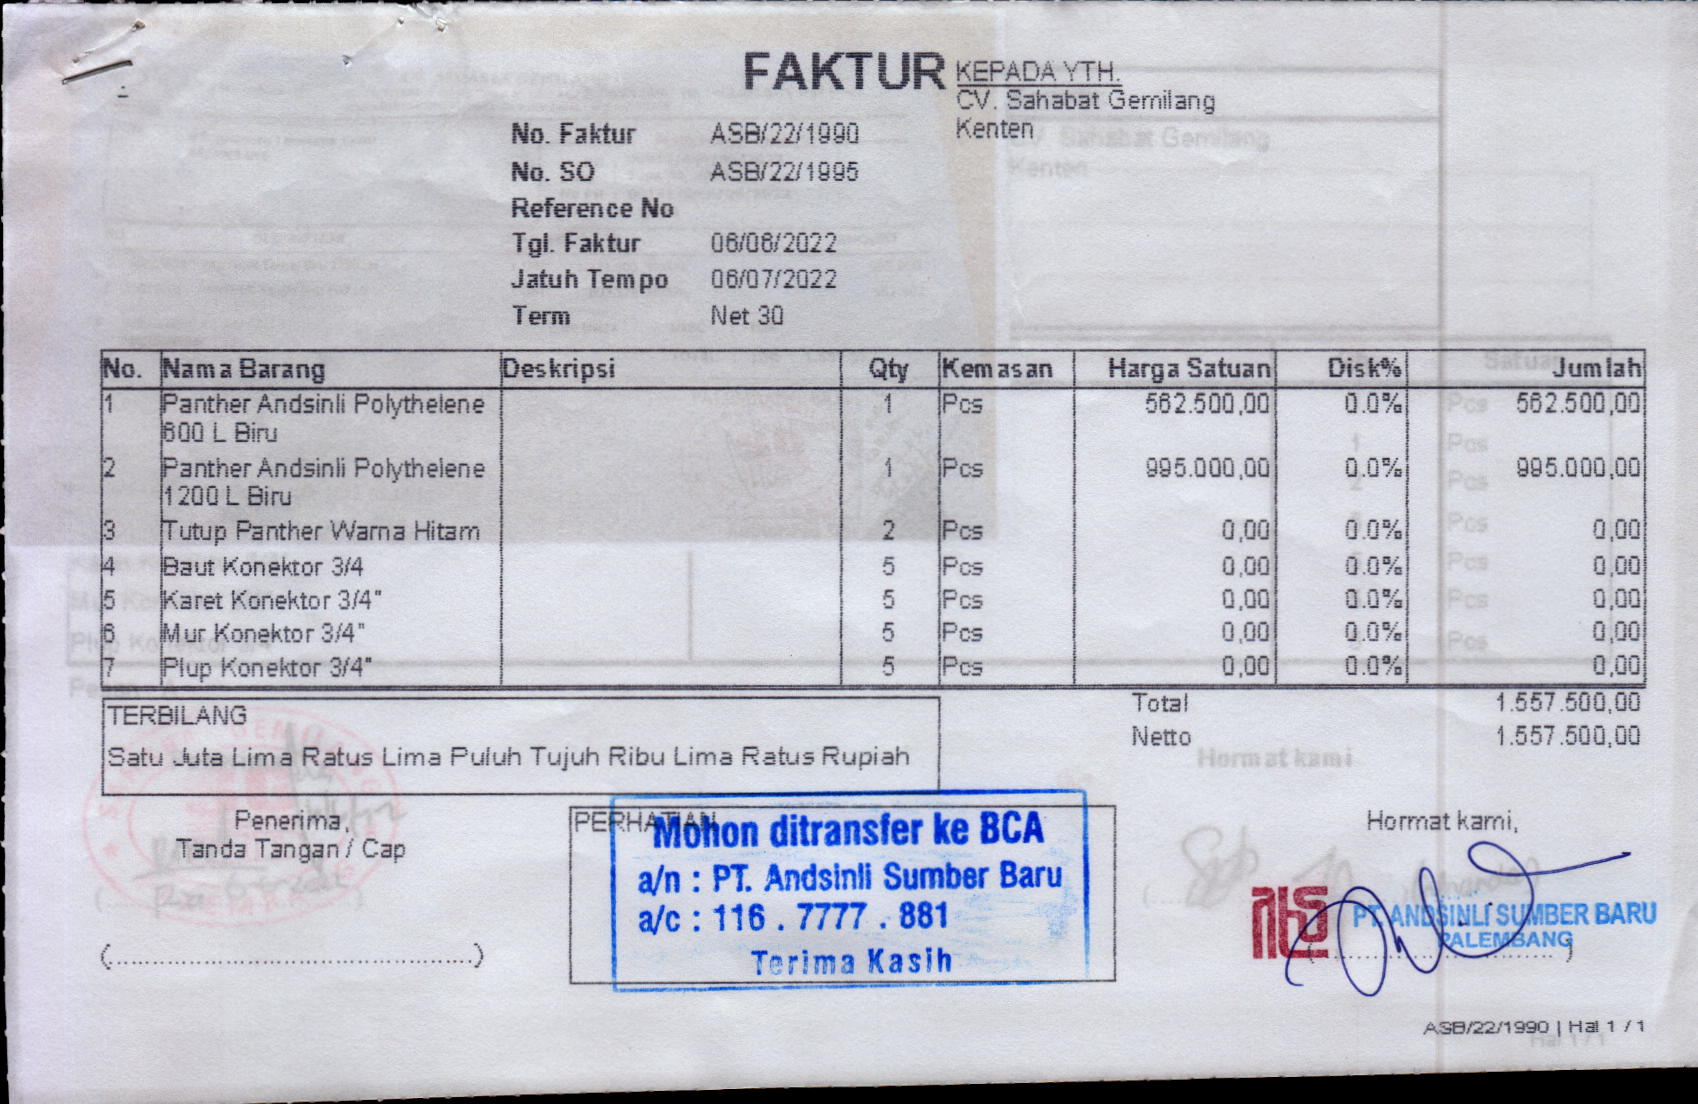 FAKTUR
KEPADA YTH.
CV. Sahabat Gemilang
Kenten
No. Faktur ASB/22/1990
No. SO ASB/22/1995
Reference No
Tgl. Faktur 06/06/2022
Jatuh Tempo 06/07/2022
Term Net 30
No. Nama Barang Deskripsi Qty Kemasan Harga Satuan Disk% Jumlah
1 Panther Andsinli Polythelene 1 Pcs 562.500,00 0.0% 562.500,00
600 L Biru
2 Panther Andsinli Polythelene 1 Pcs 995.000,00 0.0% 995.000,00
1200 L Biru
3 Tutup Panther Warna Hitam 2 Pcs 0,00 0.0% 0,00
4 Baut Konektor 3/4 5 Pcs 0,00 0.0% 0,00
5 Karet Konektor 3/4" 5 Pcs 0,00 0.0% 0,00
6 Mur Konektor 3/4" 5 Pcs 0,00 0.0% 0,00
7 Plup Konektor 3/4" 5 Pcs 0,00 0.0% 0,00
Total 1.557.500,00
Netto 1.557.500,00
TERBILANG
Satu Juta Lima Ratus Lima Puluh Tujuh Ribu Lima Ratus Rupiah
Penerima,
Tanda Tangan / Cap
(................................................)
PERHATIAN
Mohon ditransfer ke BCA
a/n : PT. Andsinli Sumber Baru
a/c : 116 . 7777 . 881
Terima Kasih
Hormat kami,
PT. ANDSINLI SUMBER BARU
PALEMBANG
ASB/22/1990 | Hal 1 / 1